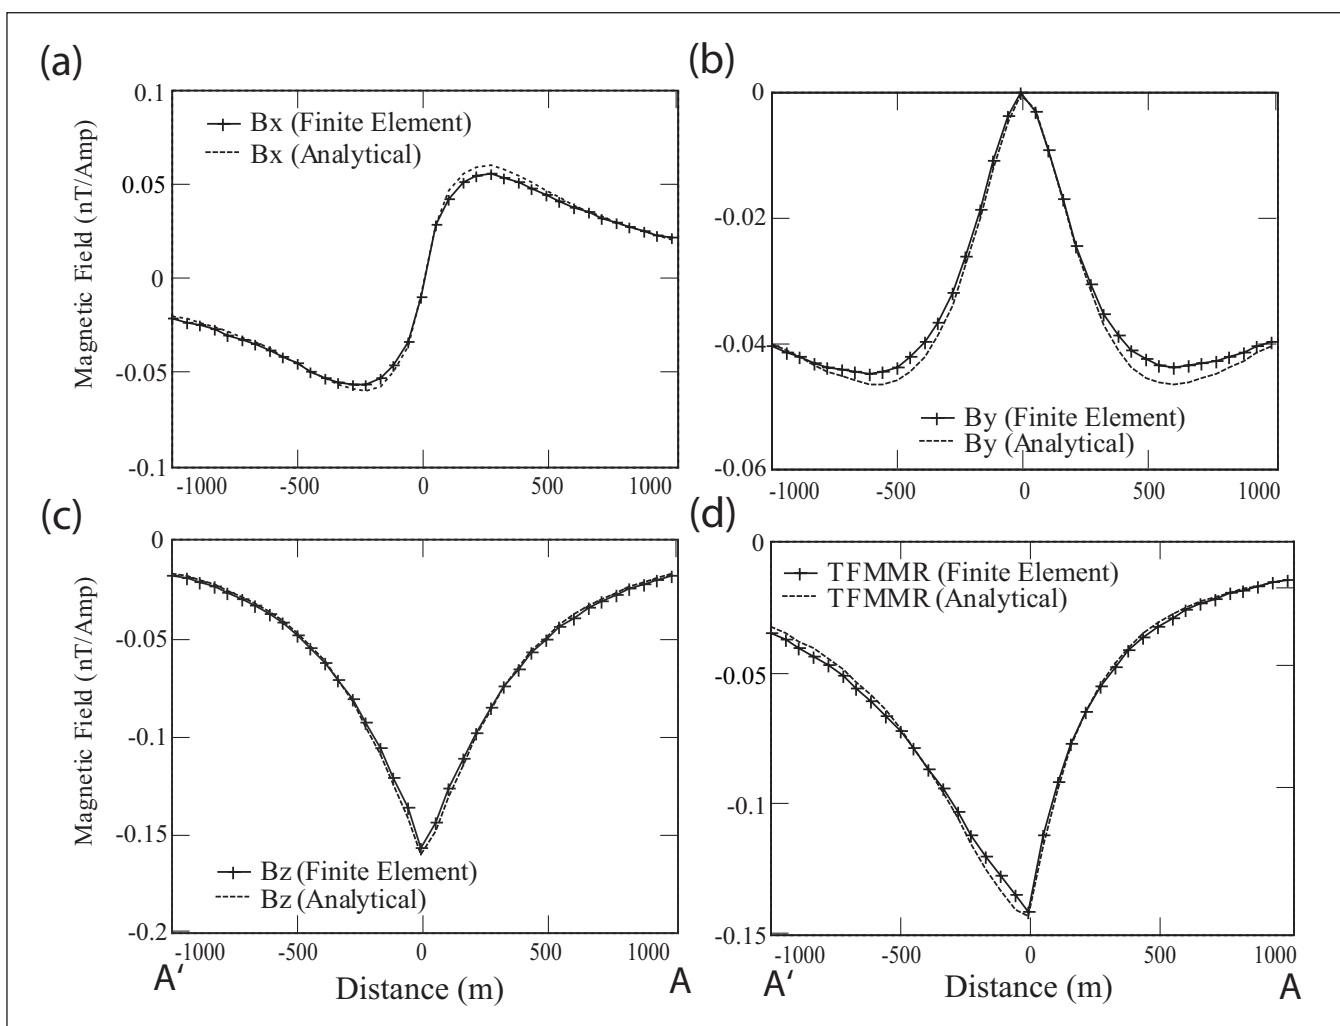 (a)
0.1
0.05
0
-0.05
-0.1
Magnetic Field (nT/Amp)
Bx (Finite Element)
Bx (Analytical)
-1000 -500 0 500 1000
(b)
0
-0.02
-0.04
-0.06
By (Finite Element)
By (Analytical)
-1000 -500 0 500 1000
(c)
0
-0.05
-0.1
-0.15
-0.2
Magnetic Field (nT/Amp)
Bz (Finite Element)
Bz (Analytical)
-1000 -500 0 500 1000
A' Distance (m) A
(d)
0
-0.05
-0.1
-0.15
TFMMR (Finite Element)
TFMMR (Analytical)
-1000 -500 0 500 1000
A' Distance (m) A